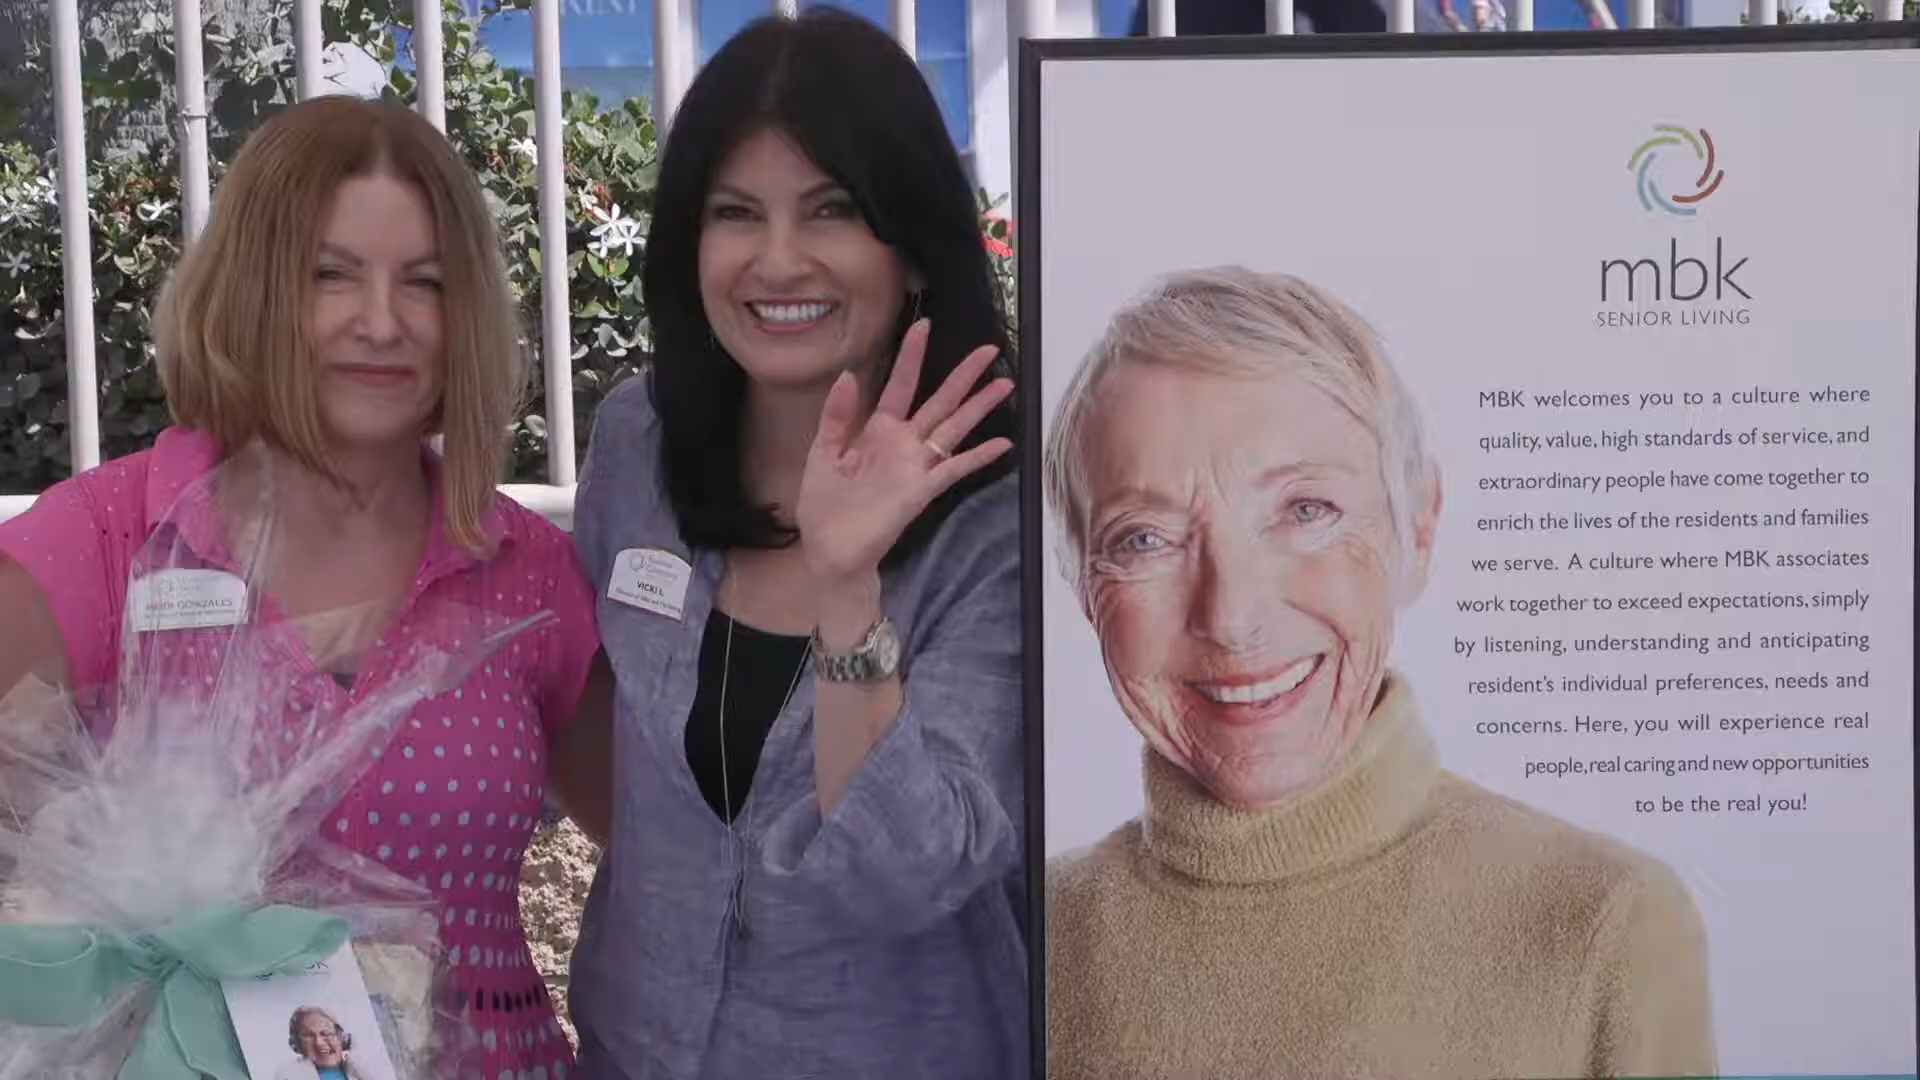 mbk
SENIOR LIVING
MBK welcomes you to a culture where
quality, value, high standards of service, and
extraordinary people have come together to
enrich the lives of the residents and families
we serve. A culture where MBK associates
work together to exceed expectations, simply
by listening, understanding and anticipating
resident's individual preferences, needs and
concerns. Here, you will experience real
people, real caring and new opportunities
to be the real you!
GONZALES
VICKI L